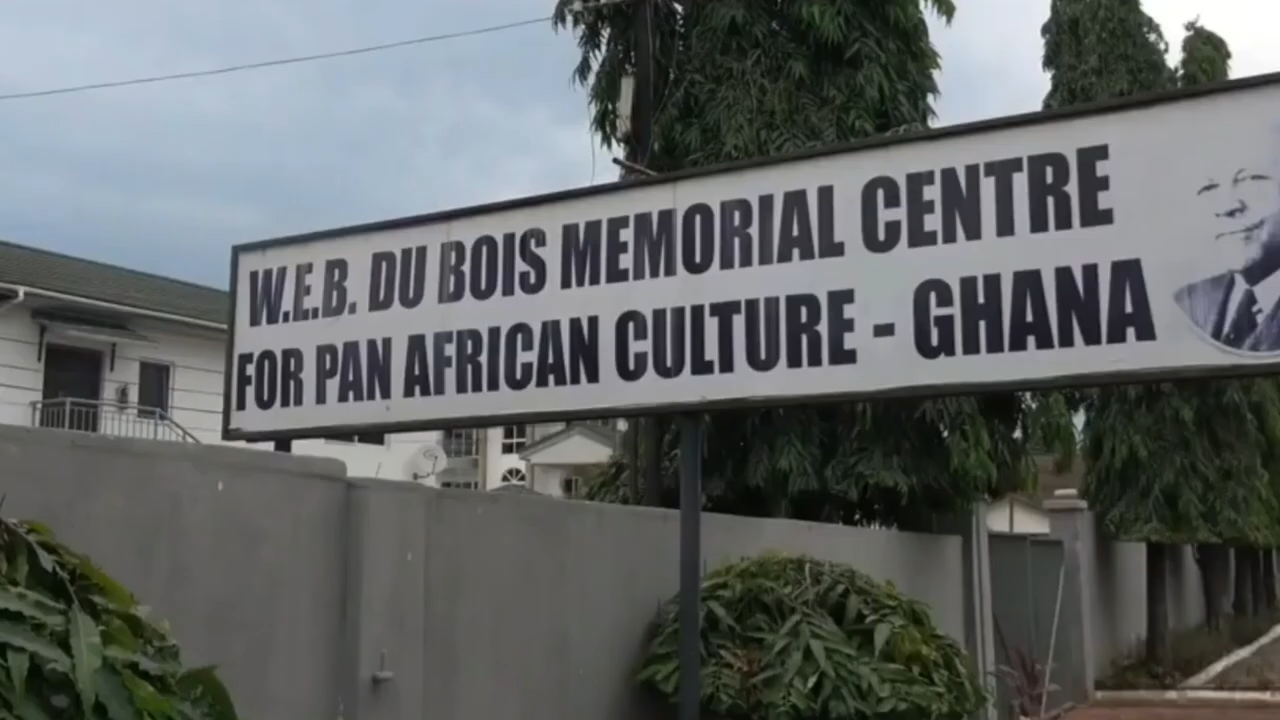 W.E.B. DU BOIS MEMORIAL CENTRE
FOR PAN AFRICAN CULTURE - GHANA